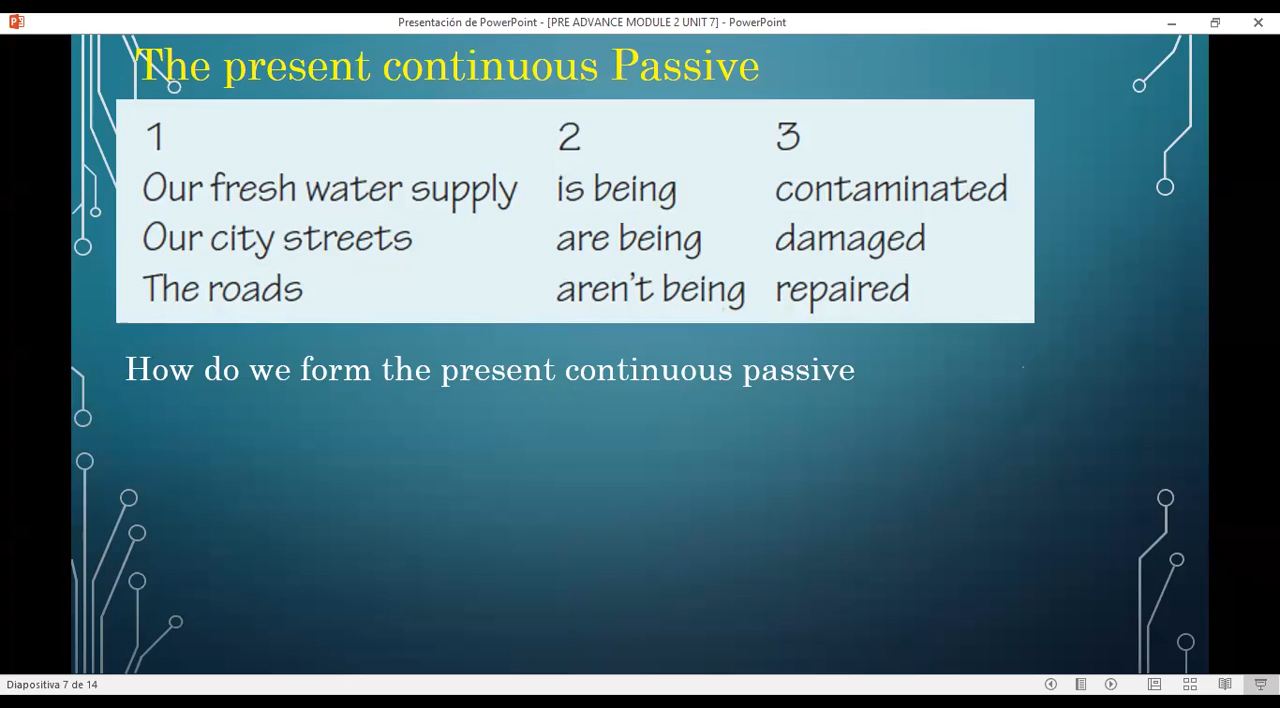 Presentación de PowerPoint - [PRE ADVANCE MODULE 2 UNIT 7] - PowerPoint
The present continuous Passive
1 2 3
Our fresh water supply is being contaminated
Our city streets are being damaged
The roads aren't being repaired
How do we form the present continuous passive
Diapositiva 7 de 14